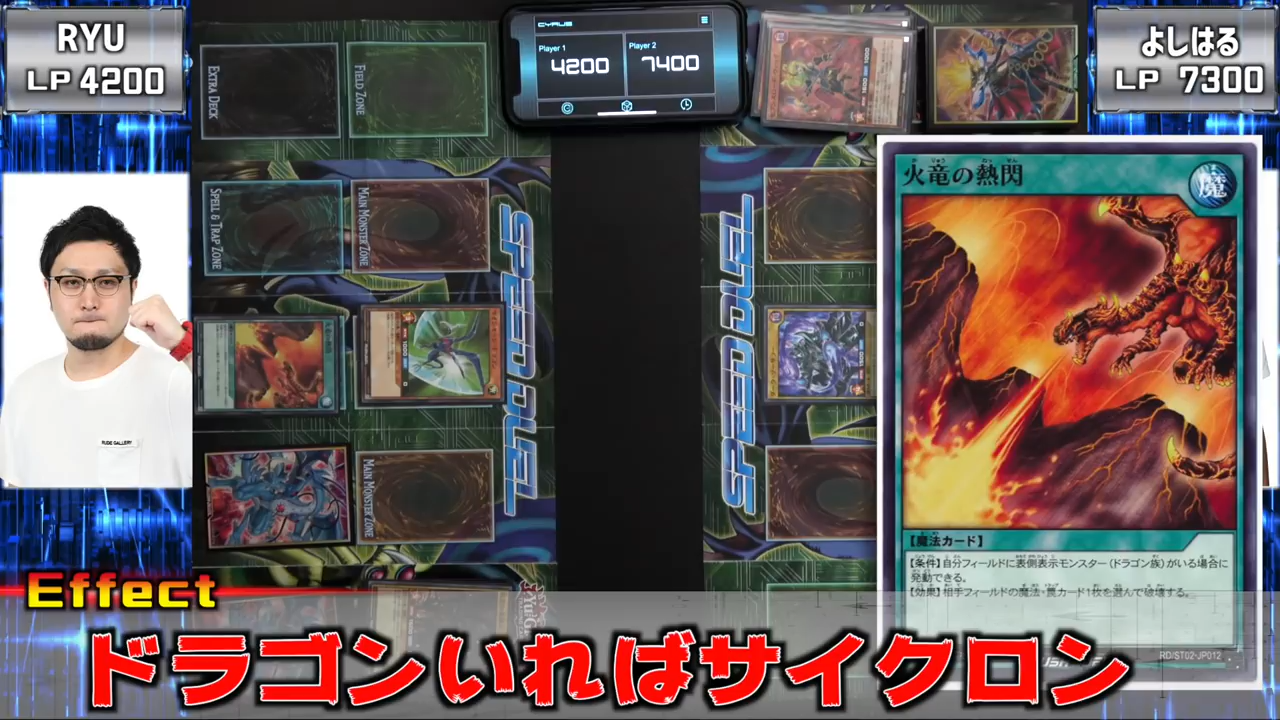 RYU
LP 4200
CYRUS
Player 1
4200
Player 2
7400
よしはる
LP 7300
EXTRA DECK
FIELD ZONE
SPELL & TRAP ZONE
MAIN MONSTER ZONE
SPEED DUEL
SPEED DUEL
MAIN MONSTER ZONE
RUDE GALLERY
火竜の熱閃
魔
【魔法カード】
【条件】自分フィールドに表側表示モンスター(ドラゴン族)がいる場合に
発動できる。
【効果】相手フィールドの魔法・罠カード1枚を選んで破壊する。
RD/ST02-JP012
Effect
ドラゴンいればサイクロン